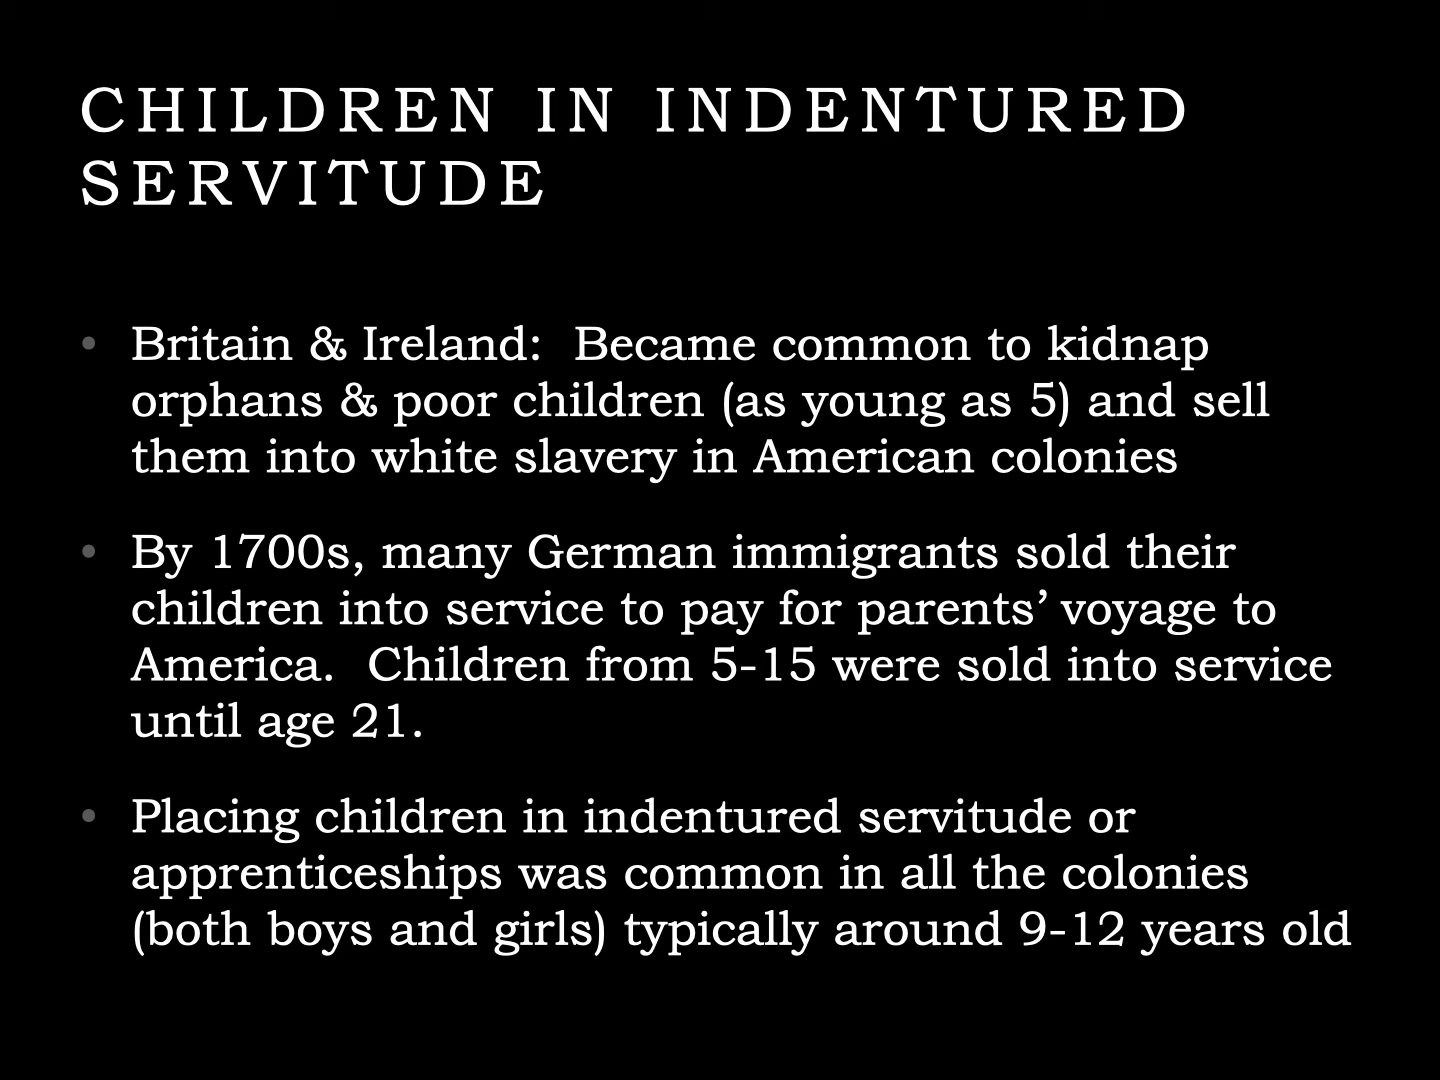 CHILDREN IN INDENTURED
SERVITUDE
• Britain & Ireland:  Became common to kidnap
orphans & poor children (as young as 5) and sell
them into white slavery in American colonies
• By 1700s, many German immigrants sold their
children into service to pay for parents’ voyage to
America.  Children from 5-15 were sold into service
until age 21.
• Placing children in indentured servitude or
apprenticeships was common in all the colonies
(both boys and girls) typically around 9-12 years old